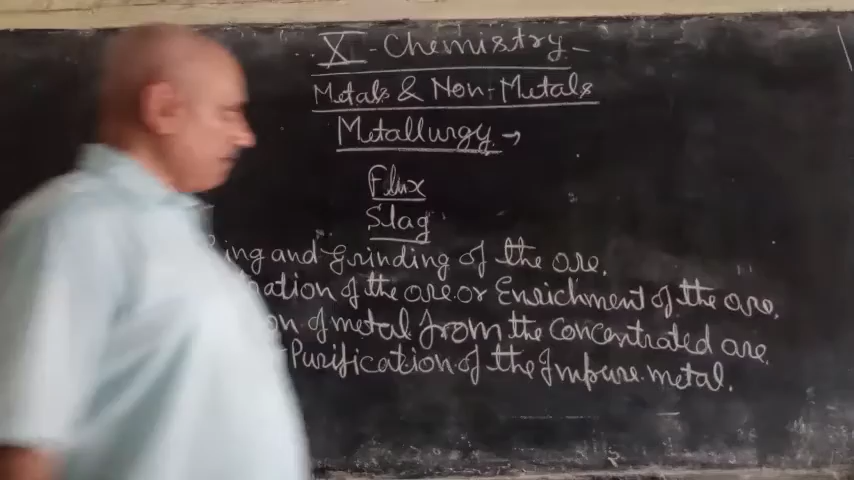 X - Chemistry -
Metals & Non-Metals
Metallurgy →
Flux
Slag
ing and Grinding of the ore.
ration of the ore or Enrichment of the ore.
on of metal from the concentrated ore.
Purification of the Impure metal.